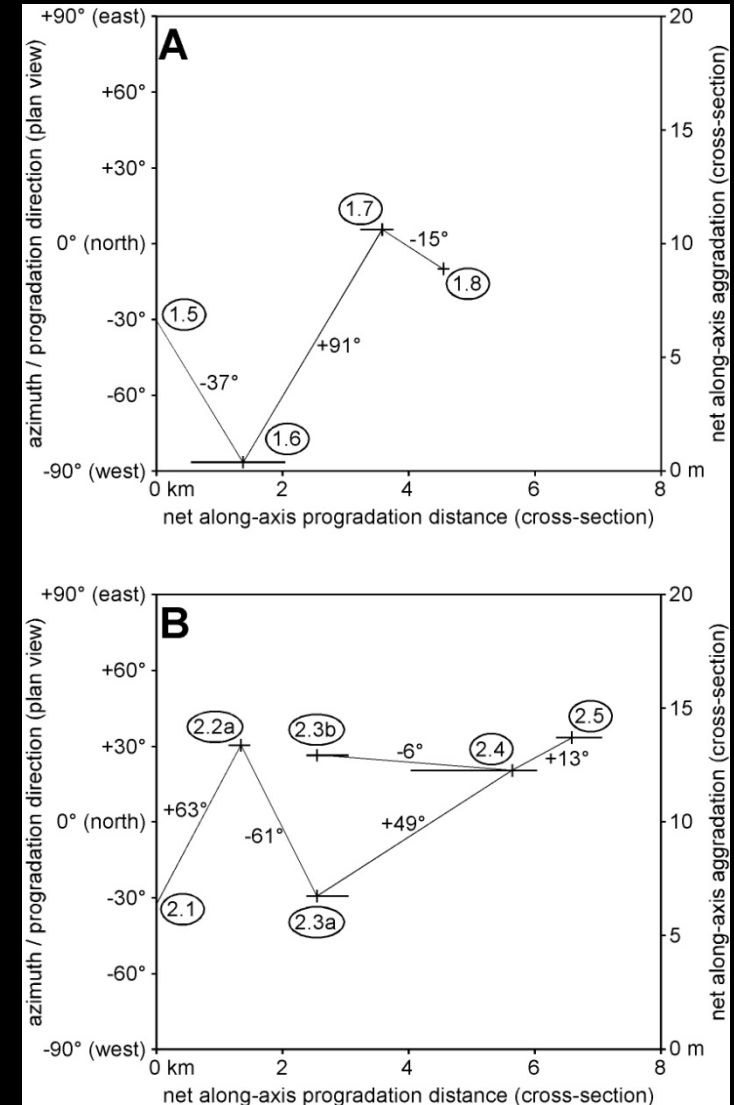 A
+90° (east)
+60°
+30°
0° (north)
-30°
-60°
-90° (west)
azimuth / progradation direction (plan view)
20
15
10
5
0 m
net along-axis aggradation (cross-section)
1.5
-37°
1.6
+91°
1.7
-15°
1.8
0 km 2 4 6 8
net along-axis progradation distance (cross-section)
B
+90° (east)
+60°
+30°
0° (north)
-30°
-60°
-90° (west)
azimuth / progradation direction (plan view)
20
15
10
5
0 m
net along-axis aggradation (cross-section)
2.1
+63°
2.2a
-61°
2.3a
2.3b
-6°
+49°
2.4
+13°
2.5
0 km 2 4 6 8
net along-axis progradation distance (cross-section)